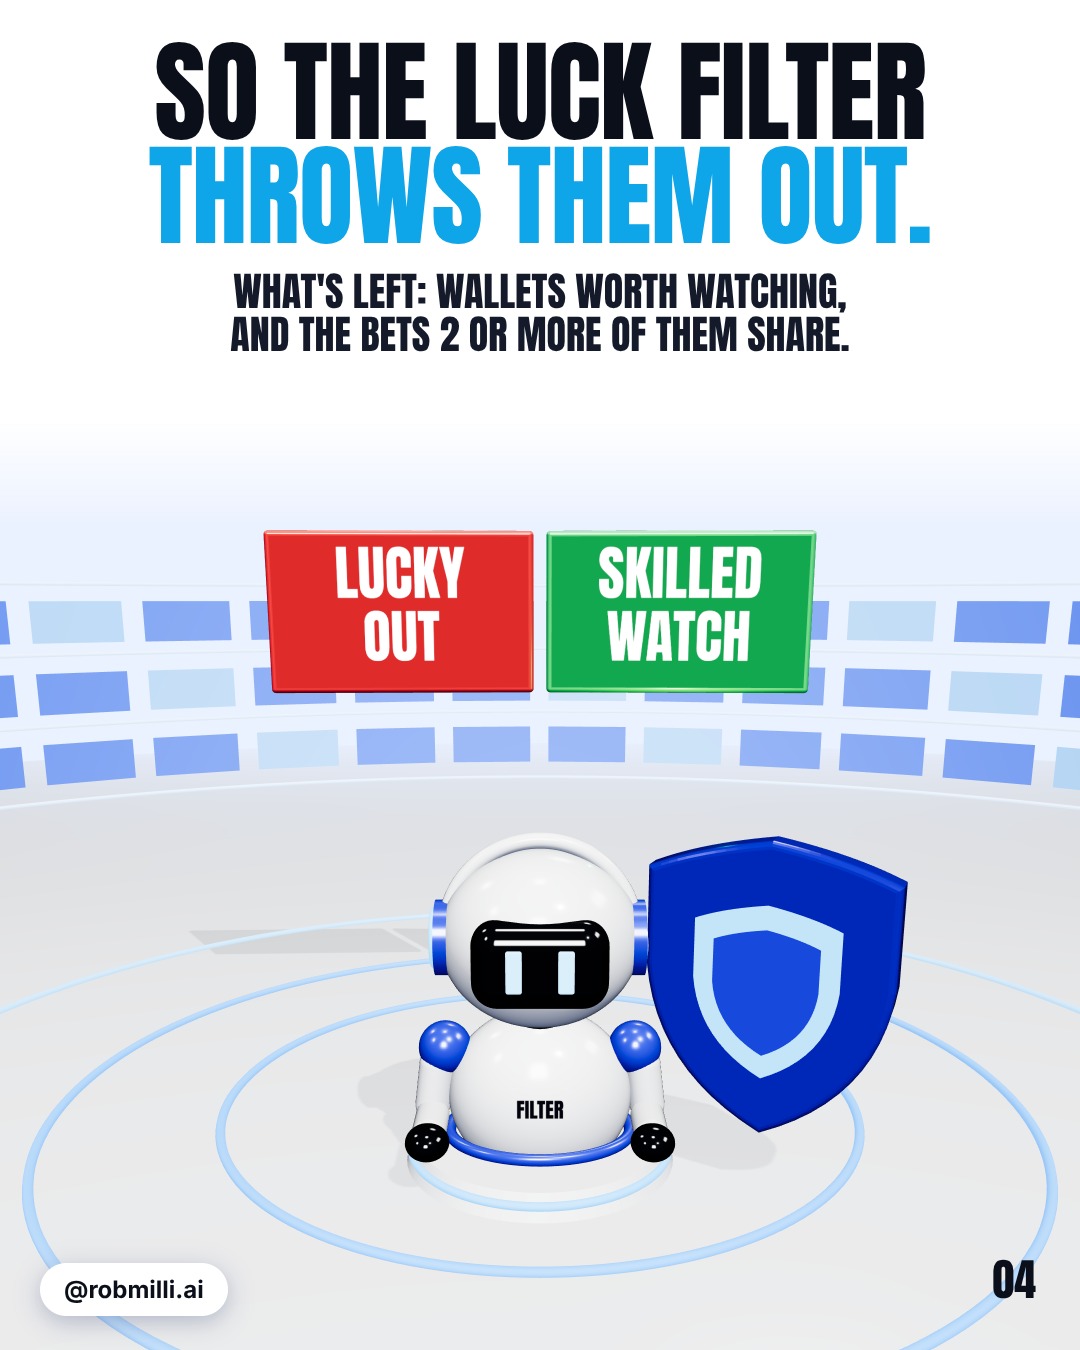 SO THE LUCK FILTER
THROWS THEM OUT.
WHAT'S LEFT: WALLETS WORTH WATCHING,
AND THE BETS 2 OR MORE OF THEM SHARE.
LUCKY
OUT
SKILLED
WATCH
FILTER
@robmilli.ai
04